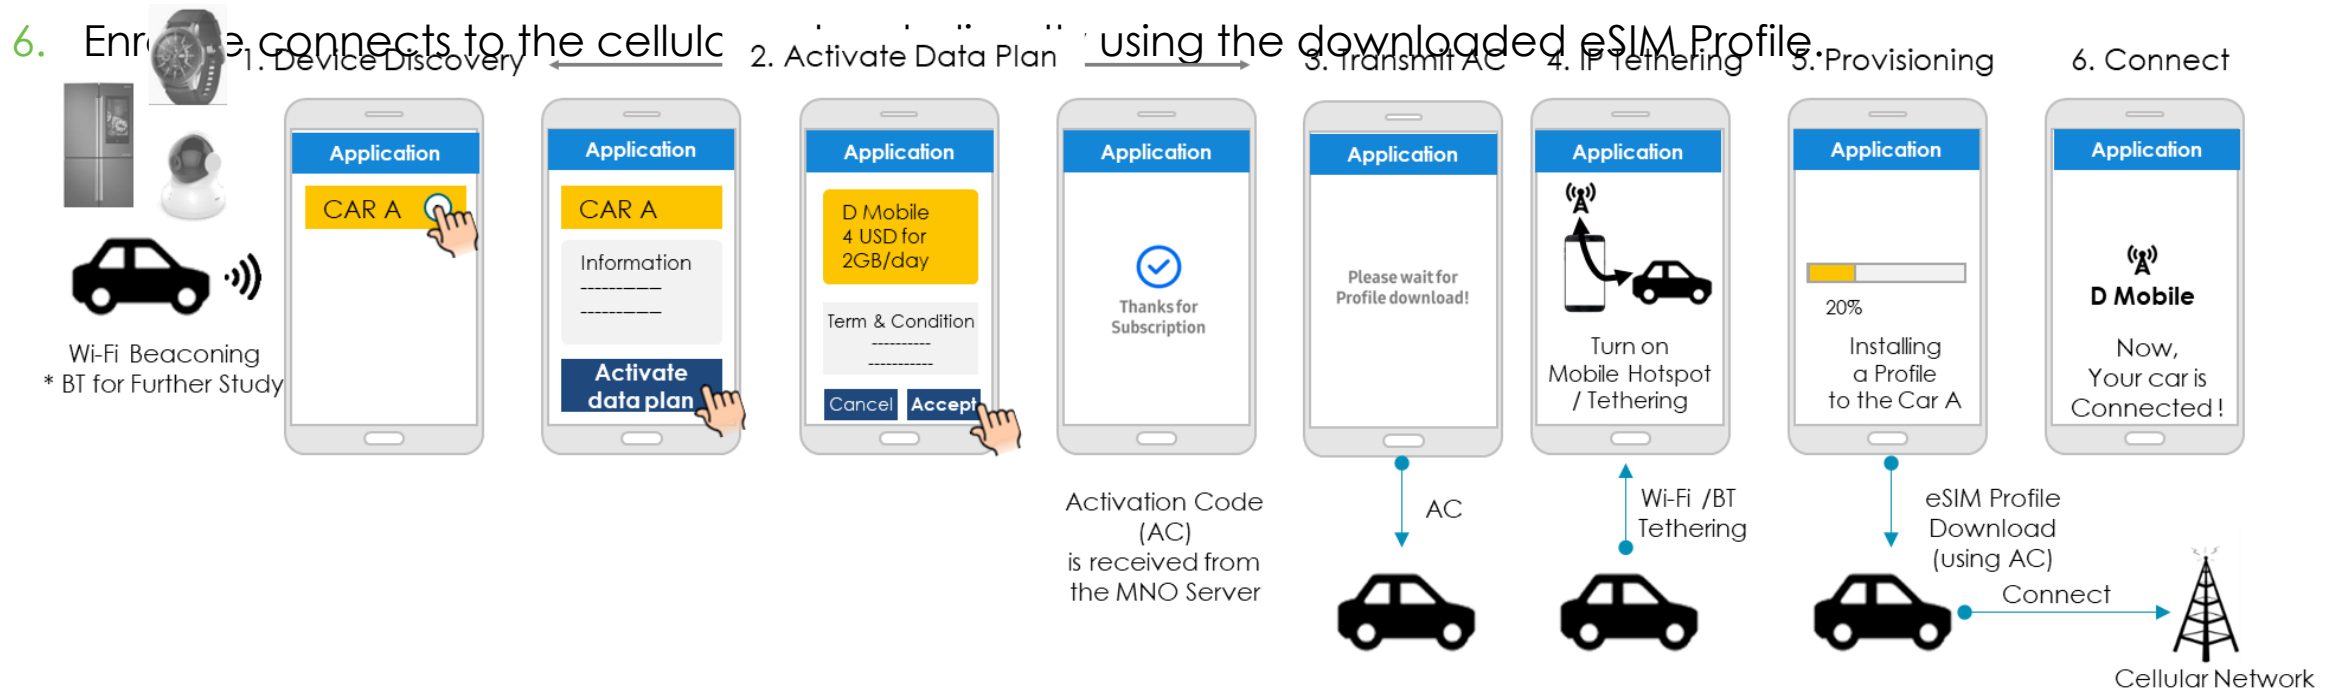 6. connects to the using the downloaded eSIM Profile.
1. Device Discovery
2. Activate Data Plan
3. Transmit AC
4. IP Tethering
5. Provisioning
6. Connect
Wi-Fi Beaconing
* BT for Further Study
Application
CAR A
Application
CAR A
Information
-------------
-------------
Activate
data plan
Application
D Mobile
4 USD for
2GB/day
Term & Condition
----------
-----------
Cancel
Accept
Application
Thanks for
Subscription
Activation Code
(AC)
is received from
the MNO Server
Application
Please wait for
Profile download!
AC
Application
Turn on
Mobile Hotspot
/ Tethering
Wi-Fi /BT
Tethering
Application
20%
Installing
a Profile
to the Car A
eSIM Profile
Download
(using AC)
Connect
Application
D Mobile
Now,
Your car is
Connected !
Cellular Network